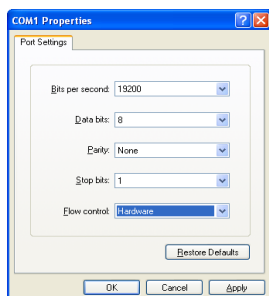 COM1 Properties
Port Settings
Bits per second: 19200
Data bits: 8
Parity: None
Stop bits: 1
Flow control: Hardware
Restore Defaults
OK Cancel Apply